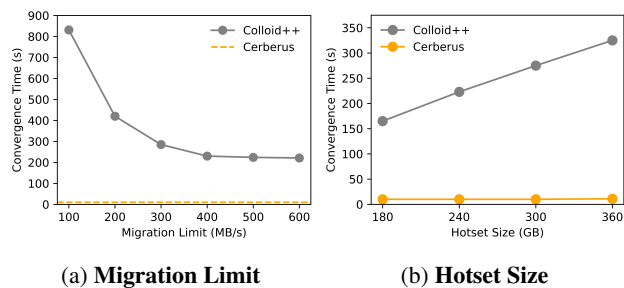 Convergence Time (s)
900
800
700
600
500
400
300
200
100
0
Colloid++
Cerberus
100 200 300 400 500 600
Migration Limit (MB/s)
(a) Migration Limit
Convergence Time (s)
350
300
250
200
150
100
50
0
Colloid++
Cerberus
180 240 300 360
Hotset Size (GB)
(b) Hotset Size